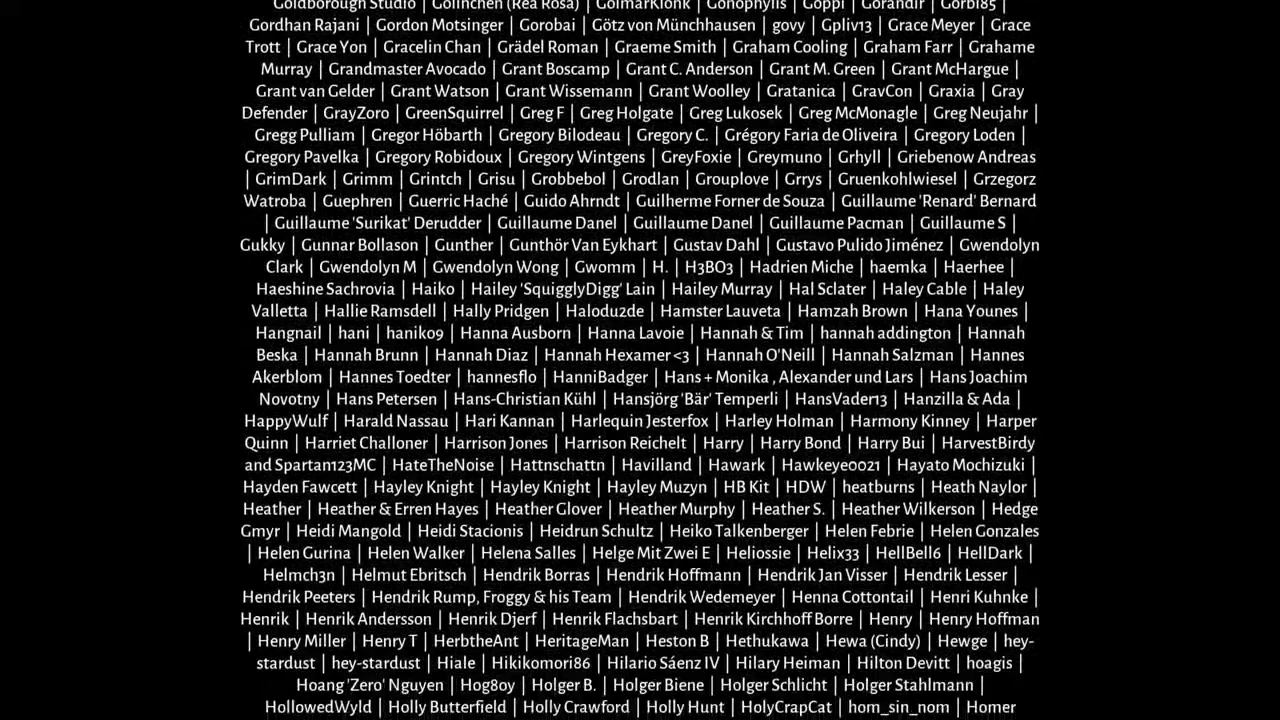 Goldborough Studio | Golinchen (Rea Rosa) | GolmarKlonk | Gonophylis | Goppi | Gorandir | Gorbi85 |
Gordhan Rajani | Gordon Motsinger | Gorobai | Götz von Münchhausen | govy | Gpliv13 | Grace Meyer | Grace
Trott | Grace Yon | Gracelin Chan | Grädel Roman | Graeme Smith | Graham Cooling | Graham Farr | Grahame
Murray | Grandmaster Avocado | Grant Boscamp | Grant C. Anderson | Grant M. Green | Grant McHargue |
Grant van Gelder | Grant Watson | Grant Wissemann | Grant Woolley | Gratanica | GravCon | Graxia | Gray
Defender | GrayZoro | GreenSquirrel | Greg F | Greg Holgate | Greg Lukosek | Greg McMonagle | Greg Neujahr |
Gregg Pulliam | Gregor Höbarth | Gregory Bilodeau | Gregory C. | Grégory Faria de Oliveira | Gregory Loden |
Gregory Pavelka | Gregory Robidoux | Gregory Wintgens | GreyFoxie | Greymuno | Grhyll | Griebenow Andreas
| GrimDark | Grimm | Grintch | Grisu | Grobbebol | Grodlan | Grouplove | Grrys | Gruenkohlwiesel | Grzegorz
Watroba | Guephren | Guerric Haché | Guido Ahrndt | Guilherme Forner de Souza | Guillaume 'Renard' Bernard
| Guillaume 'Surikat' Derudder | Guillaume Danel | Guillaume Danel | Guillaume Pacman | Guillaume S |
Gukky | Gunnar Bollason | Gunther | Gunthör Van Eykhart | Gustav Dahl | Gustavo Pulido Jiménez | Gwendolyn
Clark | Gwendolyn M | Gwendolyn Wong | Gwomm | H. | H3BO3 | Hadrien Miche | haemka | Haerhee |
Haeshine Sachrovia | Haiko | Hailey 'SquigglyDigg' Lain | Hailey Murray | Hal Sclater | Haley Cable | Haley
Valletta | Hallie Ramsdell | Hally Pridgen | Haloduzde | Hamster Lauveta | Hamzah Brown | Hana Younes |
Hangnail | hani | haniko9 | Hanna Ausborn | Hanna Lavoie | Hannah & Tim | hannah addington | Hannah
Beska | Hannah Brunn | Hannah Diaz | Hannah Hexamer <3 | Hannah O'Neill | Hannah Salzman | Hannes
Akerblom | Hannes Toedter | hannesflo | HanniBadger | Hans + Monika , Alexander und Lars | Hans Joachim
Novotny | Hans Petersen | Hans-Christian Kühl | Hansjörg 'Bär' Temperli | HansVader13 | Hanzilla & Ada |
HappyWulf | Harald Nassau | Hari Kannan | Harlequin Jesterfox | Harley Holman | Harmony Kinney | Harper
Quinn | Harriet Challoner | Harrison Jones | Harrison Reichelt | Harry | Harry Bond | Harry Bui | HarvestBirdy
and Spartan123MC | HateTheNoise | Hattnschattn | Havilland | Hawark | Hawkeye0021 | Hayato Mochizuki |
Hayden Fawcett | Hayley Knight | Hayley Knight | Hayley Muzyn | HB Kit | HDW | heatburns | Heath Naylor |
Heather | Heather & Erren Hayes | Heather Glover | Heather Murphy | Heather S. | Heather Wilkerson | Hedge
Gmyr | Heidi Mangold | Heidi Stacionis | Heidrun Schultz | Heiko Talkenberger | Helen Febrie | Helen Gonzales
| Helen Gurina | Helen Walker | Helena Salles | Helge Mit Zwei E | Heliossie | Helix33 | HellBell6 | HellDark |
Helmch3n | Helmut Ebritsch | Hendrik Borras | Hendrik Hoffmann | Hendrik Jan Visser | Hendrik Lesser |
Hendrik Peeters | Hendrik Rump, Froggy & his Team | Hendrik Wedemeyer | Henna Cottontail | Henri Kuhnke |
Henrik | Henrik Andersson | Henrik Djerf | Henrik Flachsbart | Henrik Kirchhoff Borre | Henry | Henry Hoffman
| Henry Miller | Henry T | HerbtheAnt | HeritageMan | Heston B | Hethukawa | Hewa (Cindy) | Hewge | hey-
stardust | hey-stardust | Hiale | Hikikomori86 | Hilario Sáenz IV | Hilary Heiman | Hilton Devitt | hoagis |
Hoang 'Zero' Nguyen | Hog8oy | Holger B. | Holger Biene | Holger Schlicht | Holger Stahlmann |
HollowedWyld | Holly Butterfield | Holly Crawford | Holly Hunt | HolyCrapCat | hom_sin_nom | Homer